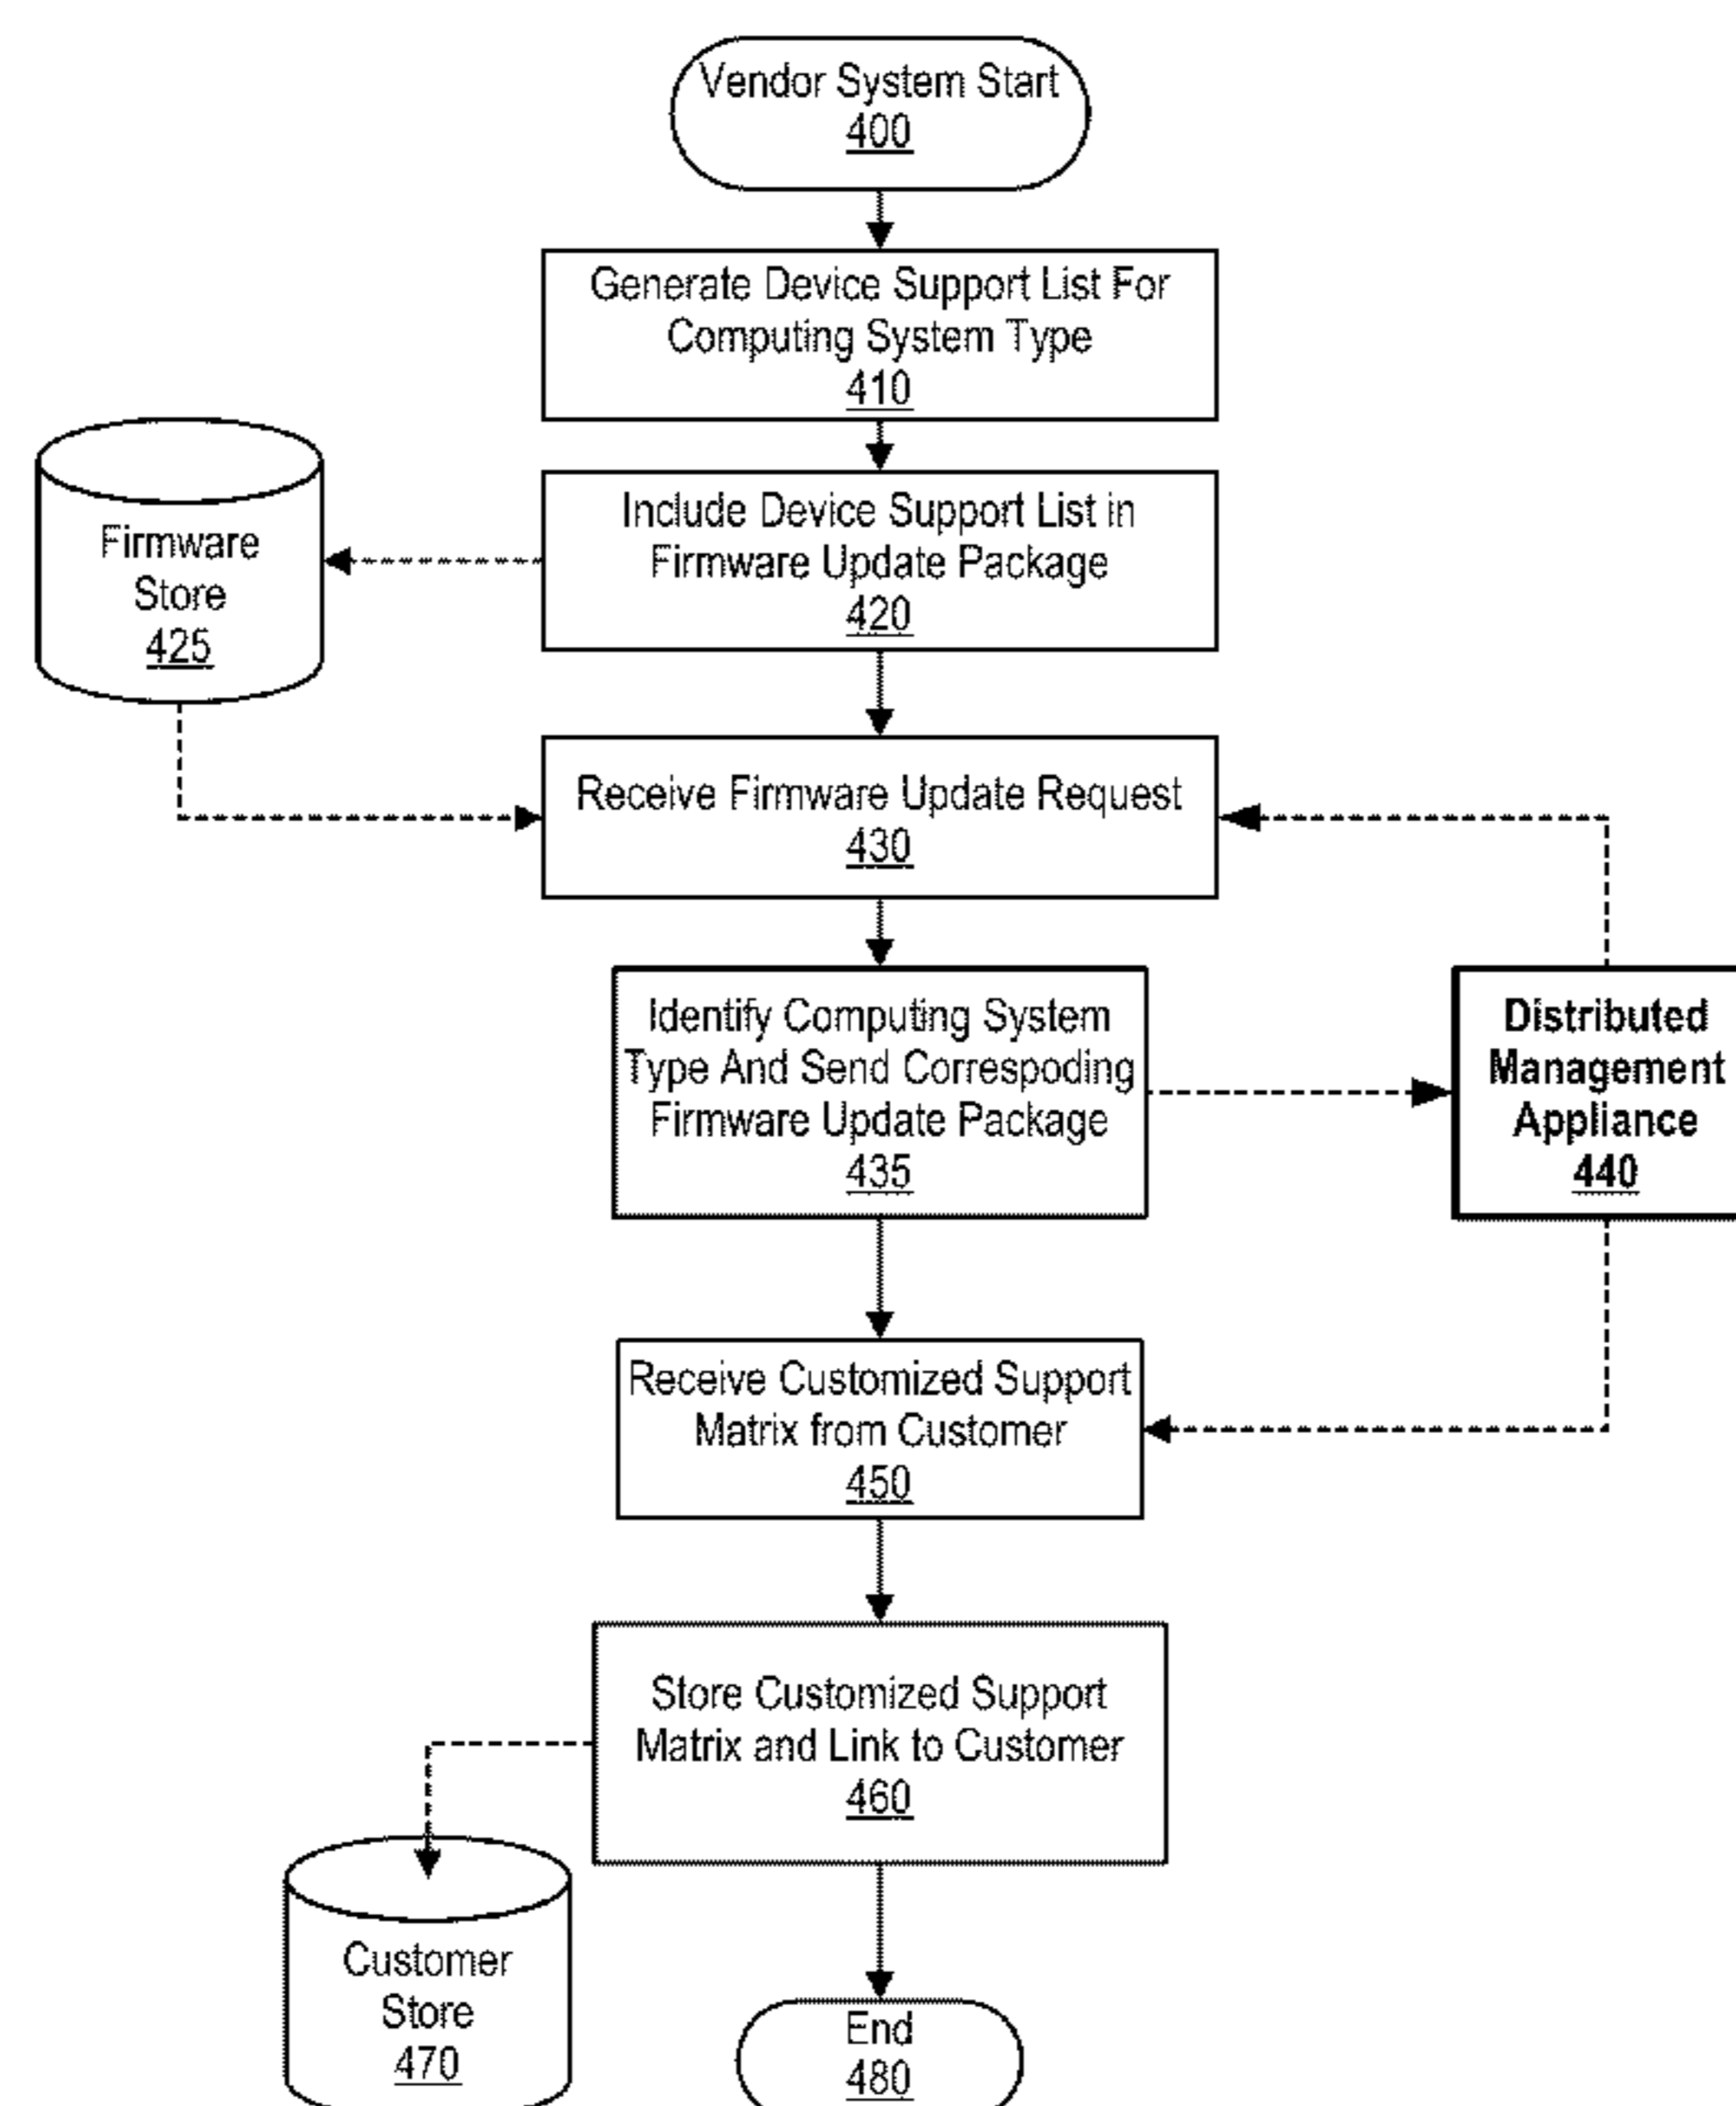 Vendor System Start
400
Generate Device Support List For
Computing System Type
410
Include Device Support List in
Firmware Update Package
420
Firmware
Store
425
Receive Firmware Update Request
430
Identify Computing System
Type And Send Correspoding
Firmware Update Package
435
Distributed
Management
Appliance
440
Receive Customized Support
Matrix from Customer
450
Store Customized Support
Matrix and Link to Customer
460
Customer
Store
470
End
480